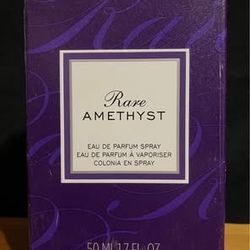 Rare
AMETHYST
EAU DE PARFUM SPRAY
EAU DE PARFUM À VAPORISER
COLONIA EN SPRAY
50 ML 1.7 FL. OZ.